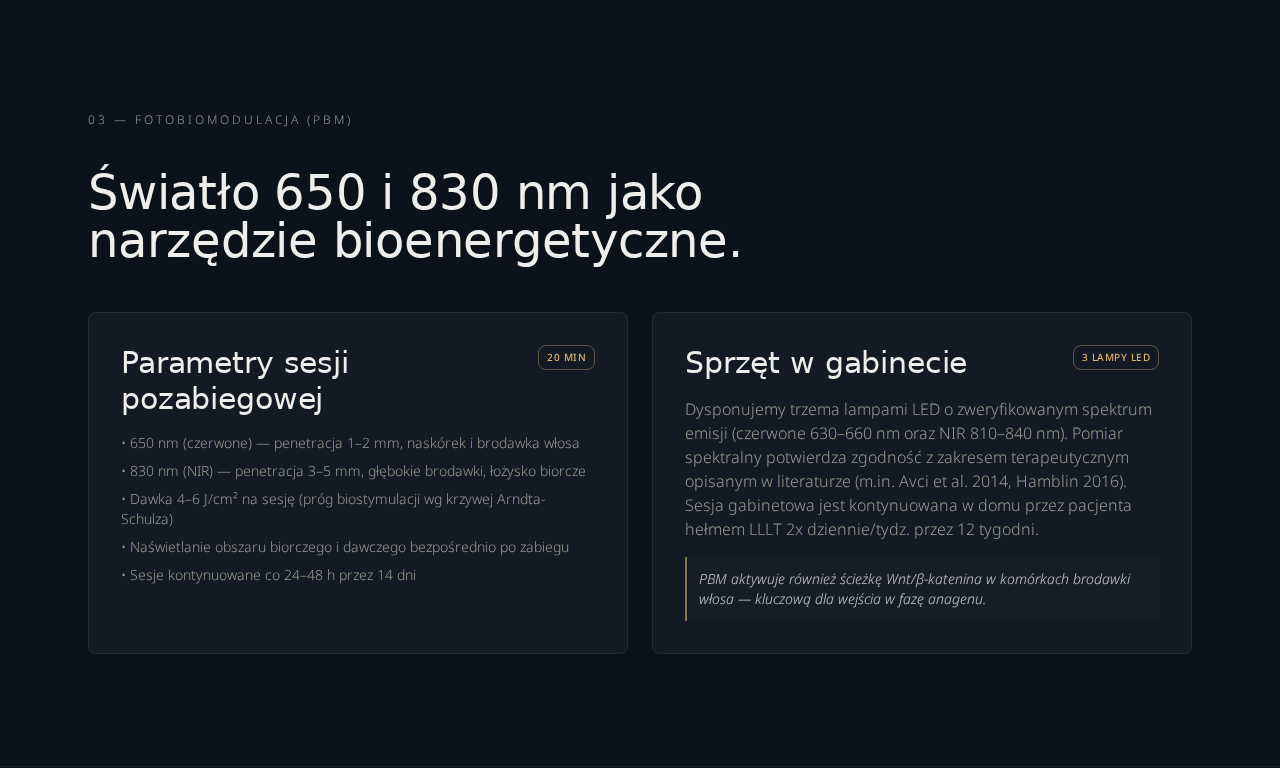 03 — FOTOBIOMODULACJA (PBM)
Światło 650 i 830 nm jako
narzędzie bioenergetyczne.
Parametry sesji
pozabiegowej
20 MIN
• 650 nm (czerwone) — penetracja 1–2 mm, naskórek i brodawka włosa
• 830 nm (NIR) — penetracja 3–5 mm, głębokie brodawki, łożysko biorcze
• Dawka 4–6 J/cm² na sesję (próg biostymulacji wg krzywej Arndta-
Schulza)
• Naświetlanie obszaru biorczego i dawczego bezpośrednio po zabiegu
• Sesje kontynuowane co 24–48 h przez 14 dni
Sprzęt w gabinecie
3 LAMPY LED
Dysponujemy trzema lampami LED o zweryfikowanym spektrum
emisji (czerwone 630–660 nm oraz NIR 810–840 nm). Pomiar
spektralny potwierdza zgodność z zakresem terapeutycznym
opisanym w literaturze (m.in. Avci et al. 2014, Hamblin 2016).
Sesja gabinetowa jest kontynuowana w domu przez pacjenta
hełmem LLLT 2x dziennie/tydz. przez 12 tygodni.
PBM aktywuje również ścieżkę Wnt/β-katenina w komórkach brodawki
włosa — kluczową dla wejścia w fazę anagenu.